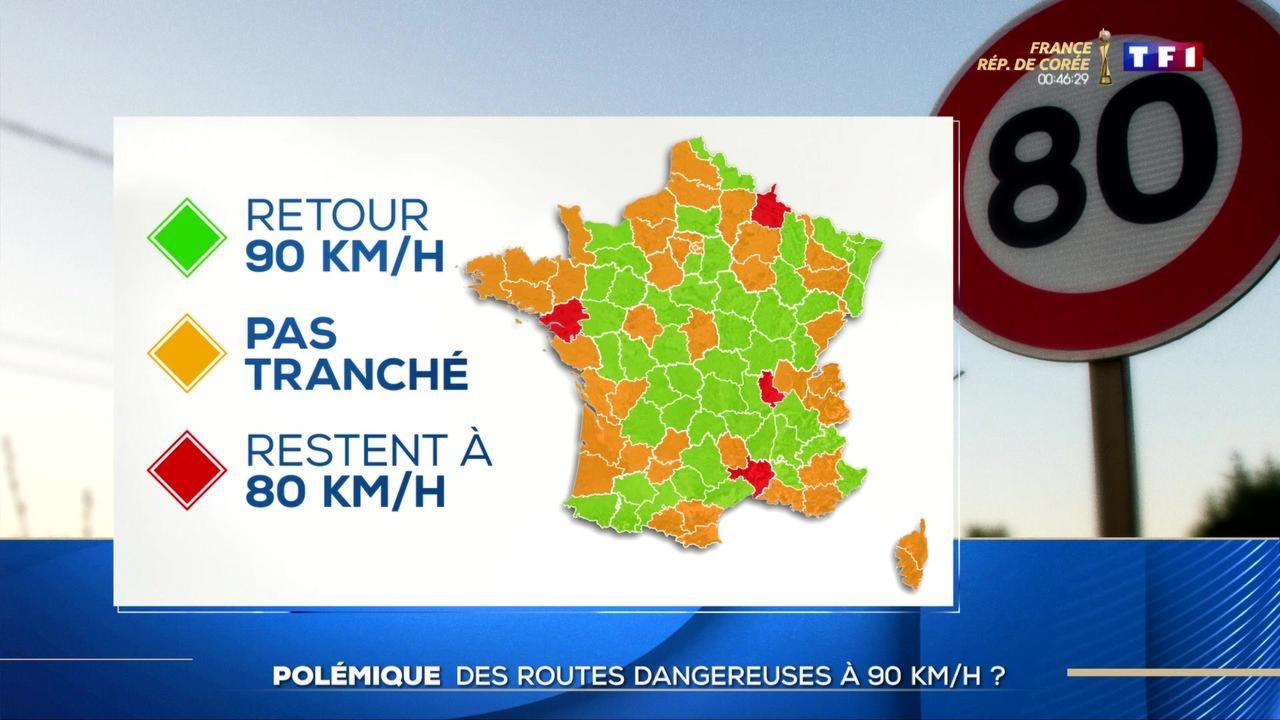 FRANCE
RÉP. DE CORÉE
00:46:29
TF1
80
RETOUR
90 KM/H
PAS
TRANCHÉ
RESTENT À
80 KM/H
POLÉMIQUE DES ROUTES DANGEREUSES À 90 KM/H ?